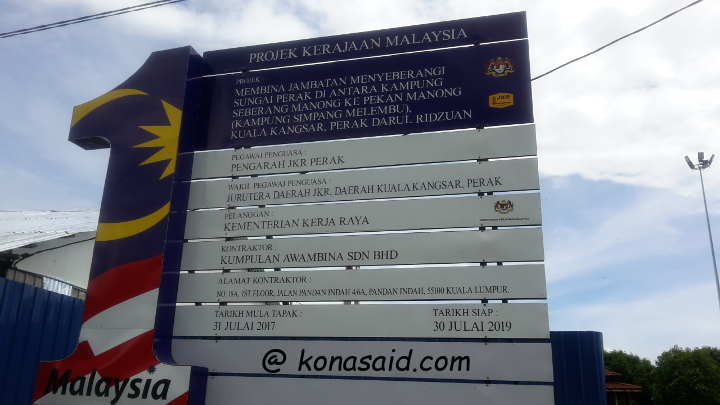 PROJEK KERAJAAN MALAYSIA
PROJEK
MEMBINA JAMBATAN MENYEBERANGI
SUNGAI PERAK DI ANTARA KAMPUNG
SEBERANG MANONG KE PEKAN MANONG
(KAMPUNG SIMPANG MELEMBU),
KUALA KANGSAR, PERAK DARUL RIDZUAN
JKR
PEGAWAI PENGUASA :
PENGARAH JKR PERAK
WAKIL PEGAWAI PENGUASA :
JURUTERA DAERAH JKR, DAERAH KUALA KANGSAR, PERAK
PELANGGAN :
KEMENTERIAN KERJA RAYA
KONTRAKTOR :
KUMPULAN AWAMBINA SDN BHD
ALAMAT KONTRAKTOR :
NO. 19A, 1ST FLOOR, JALAN PANDAN INDAH 4/6A, PANDAN INDAH, 55100 KUALA LUMPUR.
TARIKH MULA TAPAK : TARIKH SIAP :
31 JULAI 2017 30 JULAI 2019
@ konasaid.com
1
Malaysia